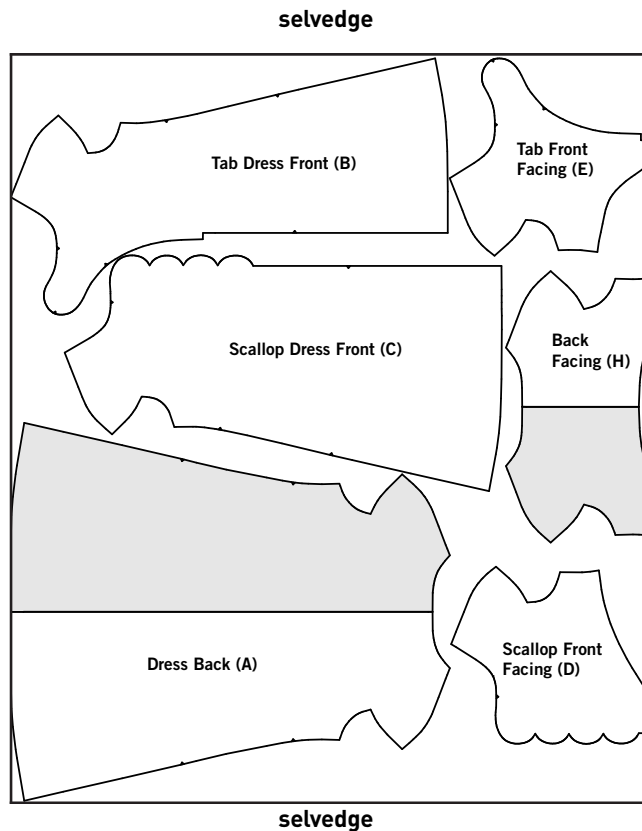 selvedge
Tab Dress Front (B)
Tab Front
Facing (E)
Scallop Dress Front (C)
Back
Facing (H)
Dress Back (A)
Scallop Front
Facing (D)
selvedge